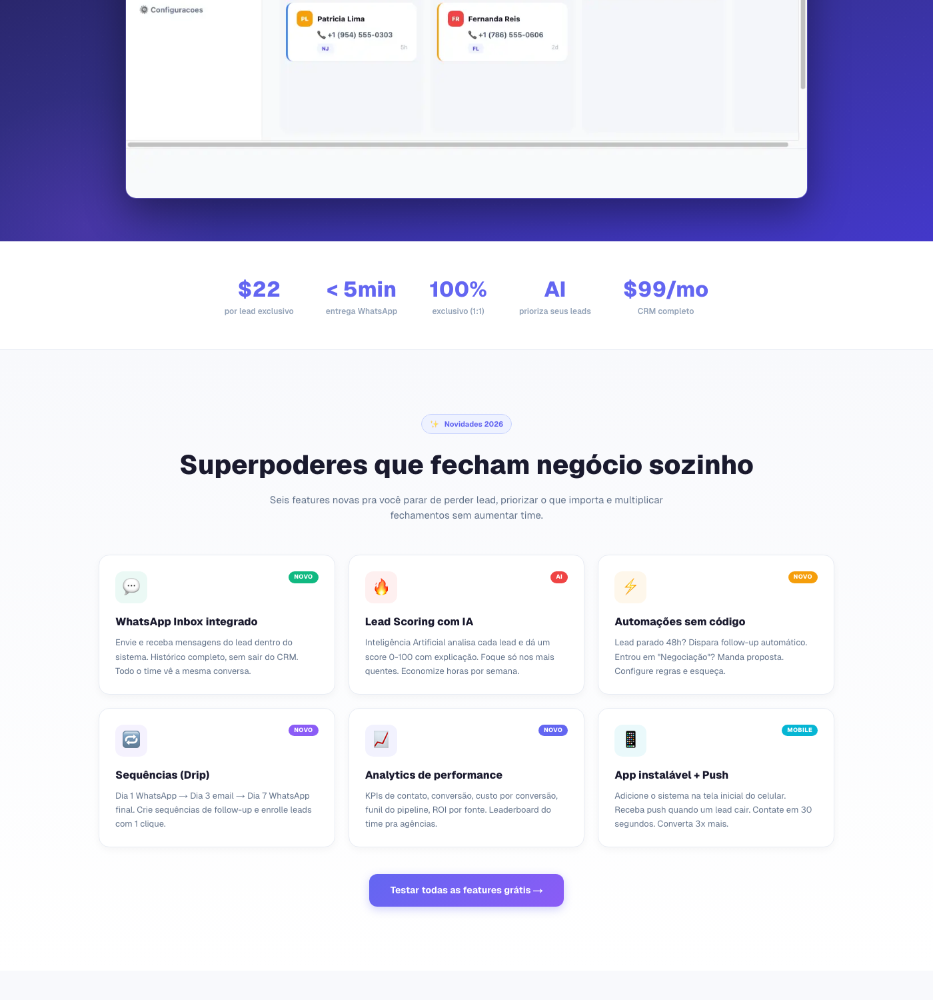 Configuracoes
PL Patricia Lima
+1 (954) 555-0303
NJ 5h
FR Fernanda Reis
+1 (786) 555-0606
FL 2d
$22
por lead exclusivo
< 5min
entrega WhatsApp
100%
exclusivo (1:1)
AI
prioriza seus leads
$99/mo
CRM completo
Novidades 2026
Superpoderes que fecham negócio sozinho
Seis features novas pra você parar de perder lead, priorizar o que importa e multiplicar
fechamentos sem aumentar time.
NOVO
WhatsApp Inbox integrado
Envie e receba mensagens do lead dentro do
sistema. Histórico completo, sem sair do CRM.
Todo o time vê a mesma conversa.
AI
Lead Scoring com IA
Inteligência Artificial analisa cada lead e dá um
score 0-100 com explicação. Foque só nos mais
quentes. Economize horas por semana.
NOVO
Automações sem código
Lead parado 48h? Dispara follow-up automático.
Entrou em "Negociação"? Manda proposta.
Configure regras e esqueça.
NOVO
Sequências (Drip)
Dia 1 WhatsApp → Dia 3 email → Dia 7 WhatsApp
final. Crie sequências de follow-up e enrolle leads
com 1 clique.
NOVO
Analytics de performance
KPIs de contato, conversão, custo por conversão,
funil do pipeline, ROI por fonte. Leaderboard do
time pra agências.
MOBILE
App instalável + Push
Adicione o sistema na tela inicial do celular.
Receba push quando um lead cair. Contate em 30
segundos. Converta 3x mais.
Testar todas as features grátis →